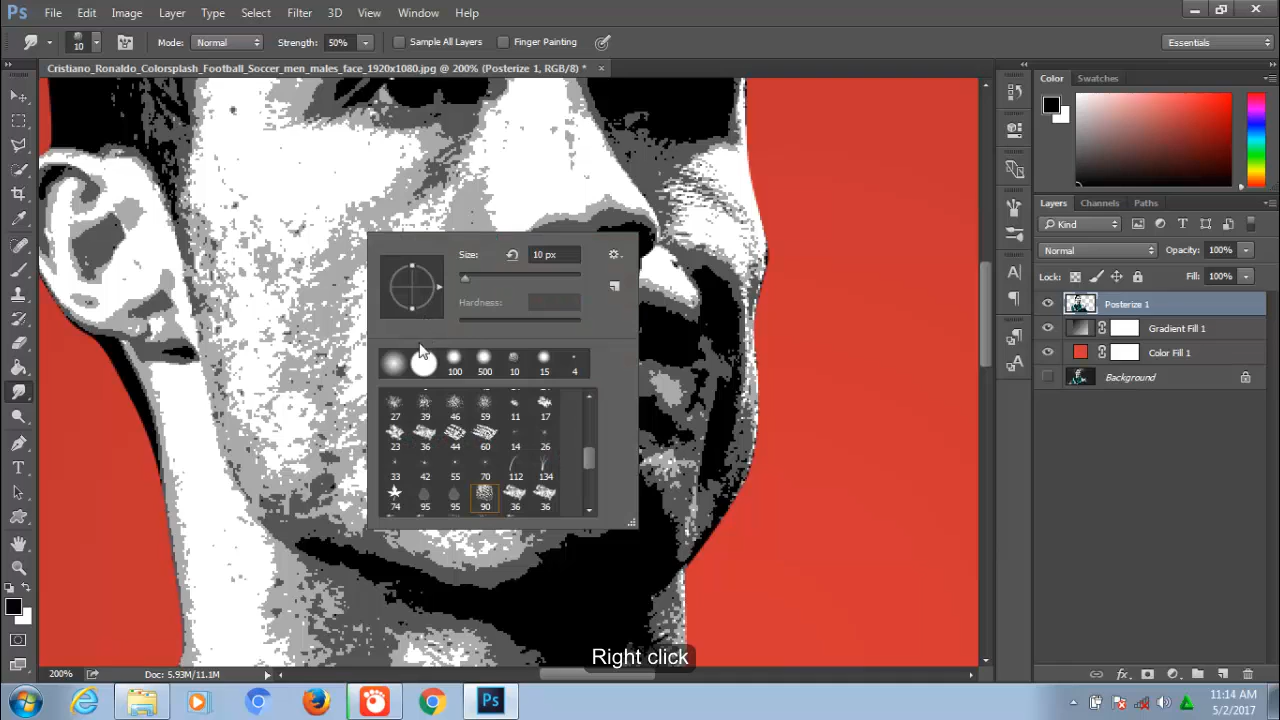 Ps File Edit Image Layer Type Select Filter 3D View Window Help
10 Mode: Normal Strength: 50% Sample All Layers Finger Painting Essentials
Cristiano_Ronaldo_Colorsplash_Football_Soccer_men_males_face_1920x1080.jpg @ 200% (Posterize 1, RGB/8) *
Color Swatches
Layers Channels Paths
Kind
Normal Opacity: 100%
Lock: Fill: 100%
Posterize 1
Gradient Fill 1
Color Fill 1
Background
Size: 10 px
Hardness:
100 500 10 15 4
27 39 46 59 11 17
23 36 44 60 14 26
33 42 55 70 112 134
74 95 95 90 36 36
Right click
200% Doc: 5.93M/11.1M
Ps
11:14 AM
5/2/2017